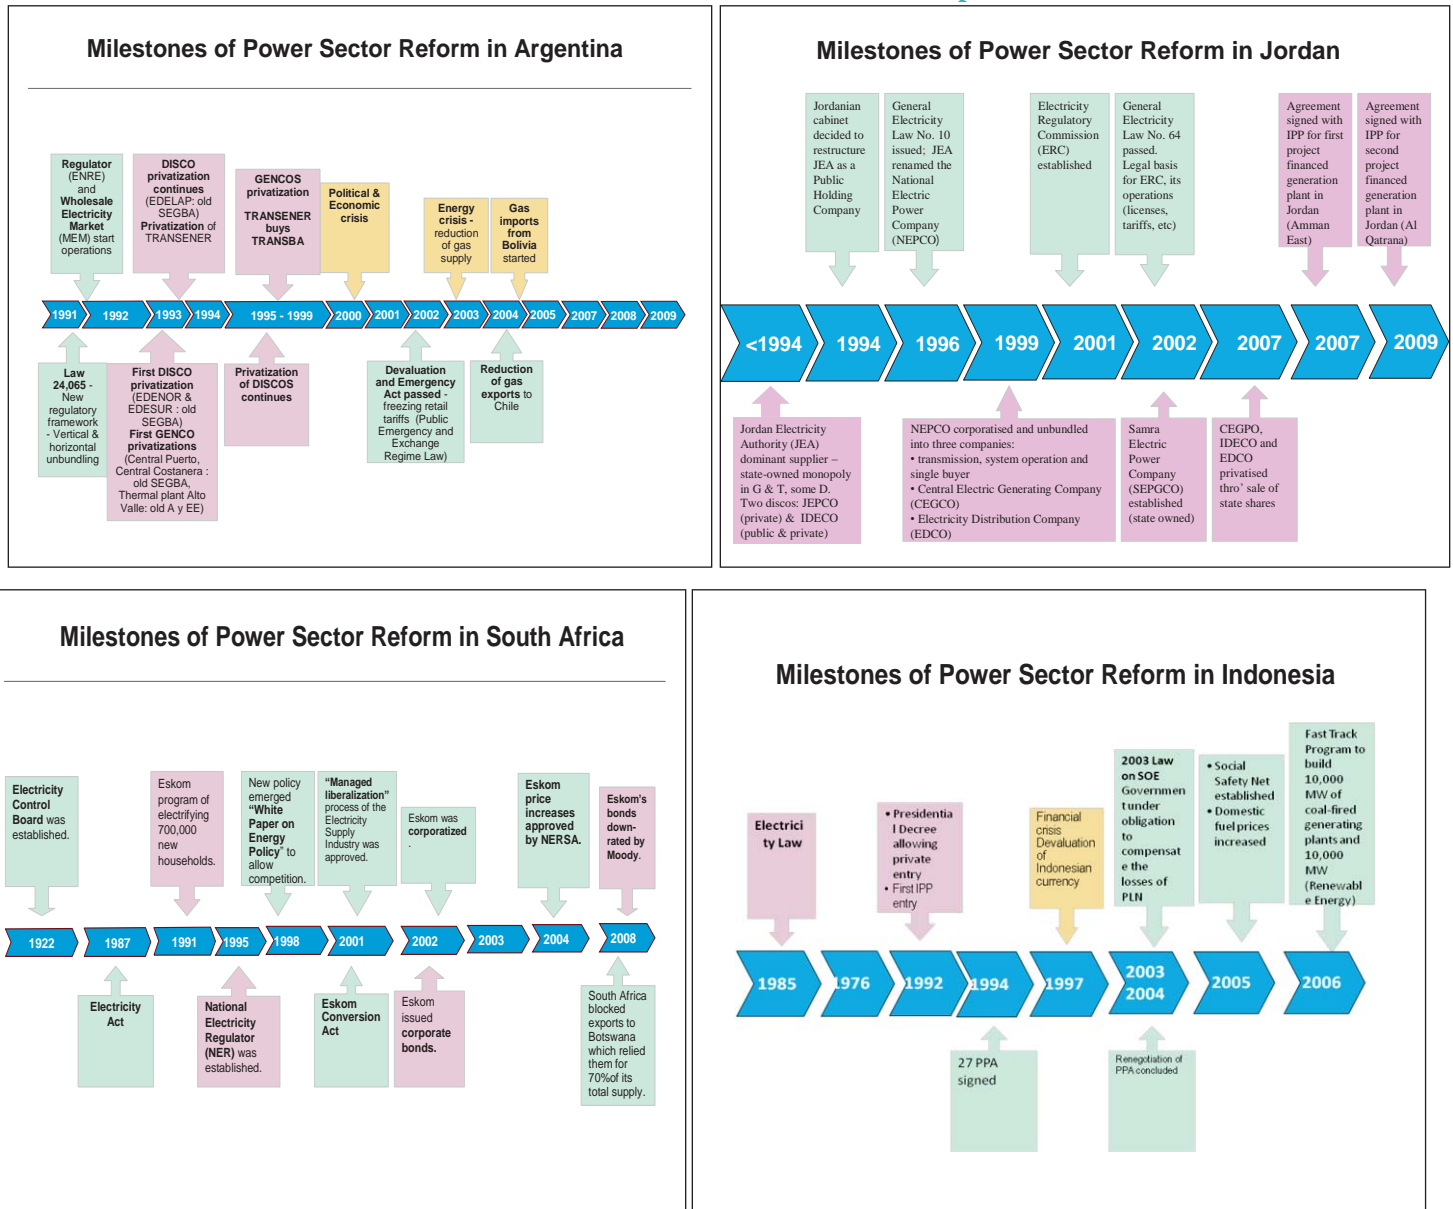 Milestones of Power Sector Reform in Argentina
Regulator
(ENRE)
and
Wholesale
Electricity
Market
(MEM) start
operations
DISCO
privatization
continues
(EDELAP: old
SEGBA)
Privatization of
TRANSENER
GENCOS
privatization
TRANSENER
buys
TRANSBA
Political &
Economic
crisis
Energy
crisis -
reduction
of gas
supply
Gas
imports
from
Bolivia
started
1991
1992
1993
1994
1995 - 1999
2000
2001
2002
2003
2004
2005
2007
2008
2009
Law
24,065 -
New
regulatory
framework
- Vertical &
horizontal
unbundling
First DISCO
privatization
(EDENOR &
EDESUR : old
SEGBA)
First GENCO
privatizations
(Central Puerto,
Central Costanera :
old SEGBA,
Thermal plant Alto
Valle: old A y EE)
Privatization
of DISCOS
continues
Devaluation
and Emergency
Act passed -
freezing retail
tariffs (Public
Emergency and
Exchange
Regime Law)
Reduction
of gas
exports to
Chile
Milestones of Power Sector Reform in Jordan
Jordanian
cabinet
decided to
restructure
JEA as a
Public
Holding
Company
General
Electricity
Law No. 10
issued; JEA
renamed the
National
Electric
Power
Company
(NEPCO)
Electricity
Regulatory
Commission
(ERC)
established
General
Electricity
Law No. 64
passed.
Legal basis
for ERC, its
operations
(licenses,
tariffs, etc)
Agreement
signed with
IPP for first
project
financed
generation
plant in
Jordan
(Amman
East)
Agreement
signed with
IPP for
second
project
financed
generation
plant in
Jordan (Al
Qatrana)
<1994
1994
1996
1999
2001
2002
2007
2007
2009
Jordan Electricity
Authority (JEA)
dominant supplier –
state-owned monopoly
in G & T, some D.
Two discos: JEPCO
(private) & IDECO
(public & private)
NEPCO corporatised and unbundled
into three companies:
• transmission, system operation and
single buyer
• Central Electric Generating Company
(CEGCO)
• Electricity Distribution Company
(EDCO)
Samra
Electric
Power
Company
(SEPGCO)
established
(state owned)
CEGPO,
IDECO and
EDCO
privatised
thro’ sale of
state shares
Milestones of Power Sector Reform in South Africa
Electricity
Control
Board was
established.
Eskom
program of
electrifying
700,000
new
households.
New policy
emerged
“White
Paper on
Energy
Policy” to
allow
competition.
“Managed
liberalization”
process of the
Electricity
Supply
Industry was
approved.
Eskom was
corporatized
.
Eskom
price
increases
approved
by NERSA.
Eskom’s
bonds
down-
rated by
Moody.
1922
1987
1991
1995
1998
2001
2002
2003
2004
2008
Electricity
Act
National
Electricity
Regulator
(NER) was
established.
Eskom
Conversion
Act
Eskom
issued
corporate
bonds.
South Africa
blocked
exports to
Botswana
which relied
them for
70%of its
total supply.
Milestones of Power Sector Reform in Indonesia
Electrici
ty Law
• Presidentia
l Decree
allowing
private
entry
• First IPP
entry
Financial
crisis
Devaluation
of
Indonesian
currency
2003 Law
on SOE
Governmen
t under
obligation
to
compensat
e the
losses of
PLN
• Social
Safety Net
established
• Domestic
fuel prices
increased
Fast Track
Program to
build
10,000
MW of
coal-fired
generating
plants and
10,000
MW
(Renewabl
e Energy)
1985
1976
1992
1994
1997
2003
2004
2005
2006
27 PPA
signed
Renegotiation of
PPA concluded